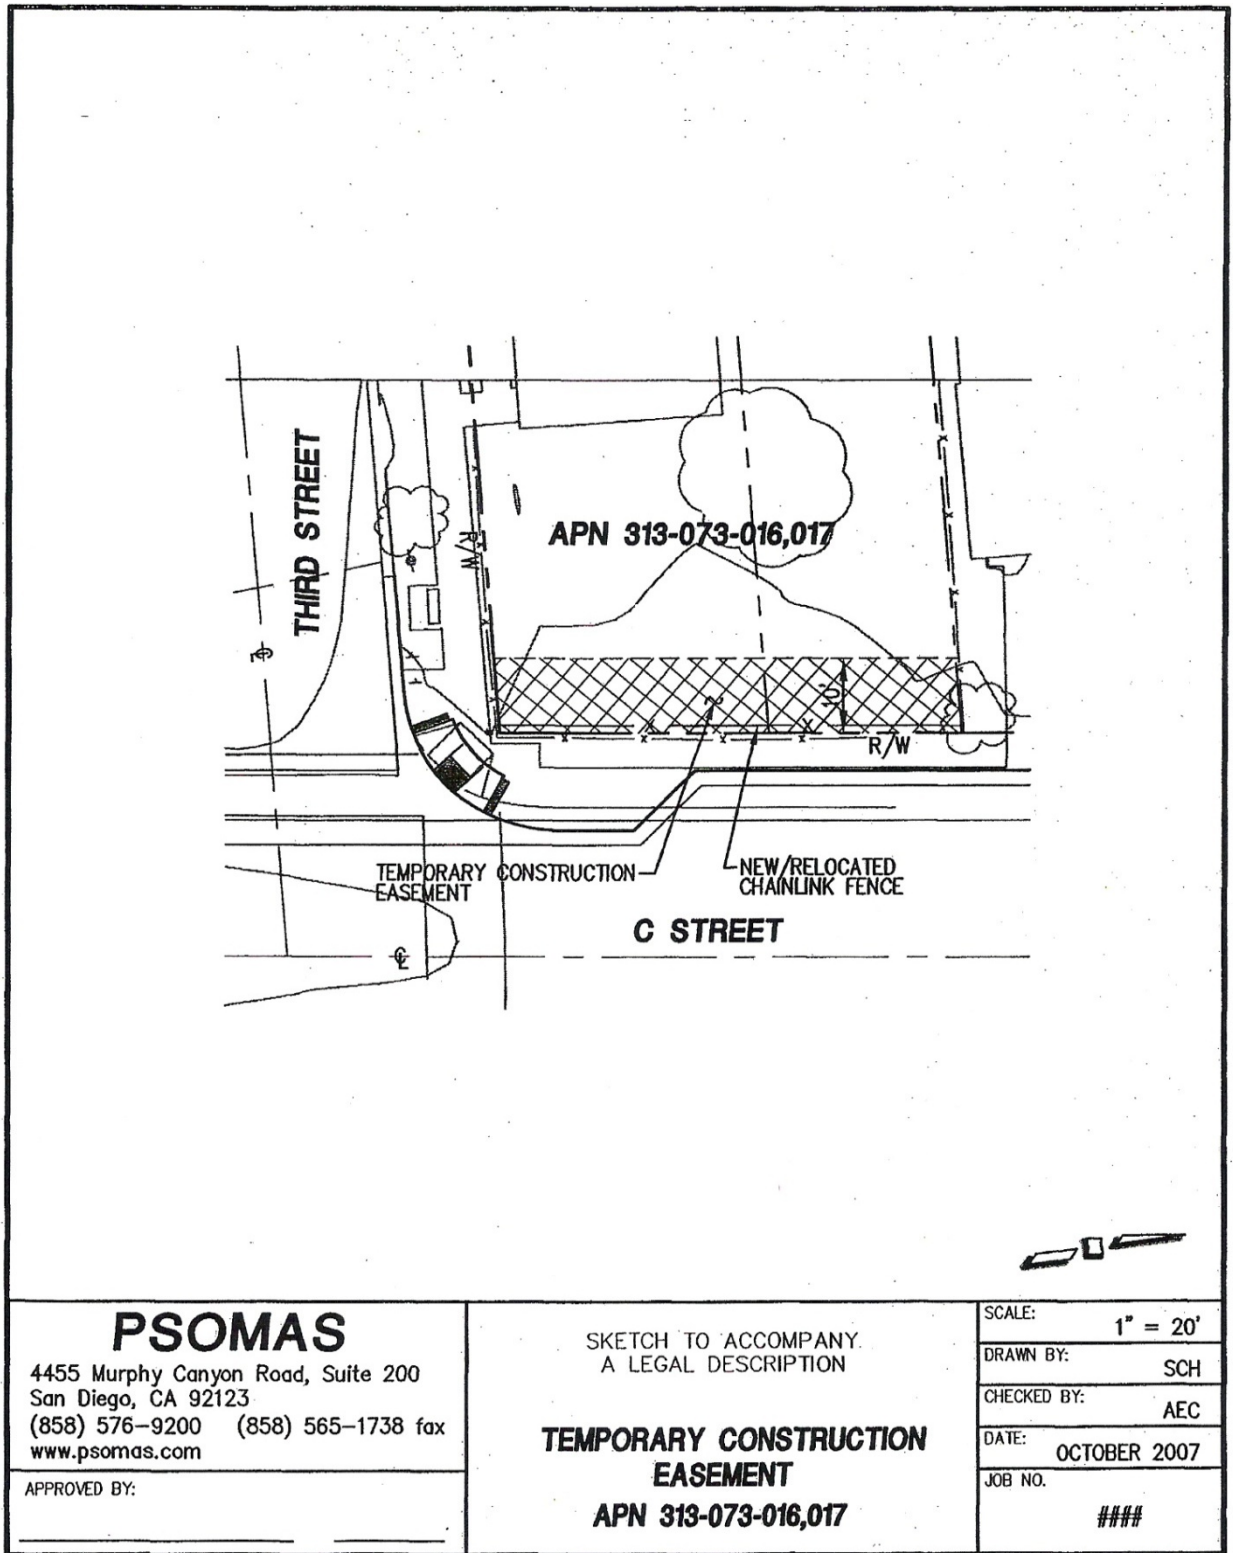 THIRD STREET
R/W
APN 313-073-016,017
10'
R/W
TEMPORARY CONSTRUCTION
EASEMENT
NEW/RELOCATED
CHAINLINK FENCE
C STREET
PSOMAS
4455 Murphy Canyon Road, Suite 200
San Diego, CA 92123
(858) 576-9200 (858) 565-1738 fax
www.psomas.com
APPROVED BY:
SKETCH TO ACCOMPANY
A LEGAL DESCRIPTION
TEMPORARY CONSTRUCTION
EASEMENT
APN 313-073-016,017
SCALE: 1" = 20'
DRAWN BY: SCH
CHECKED BY: AEC
DATE: OCTOBER 2007
JOB NO.
####